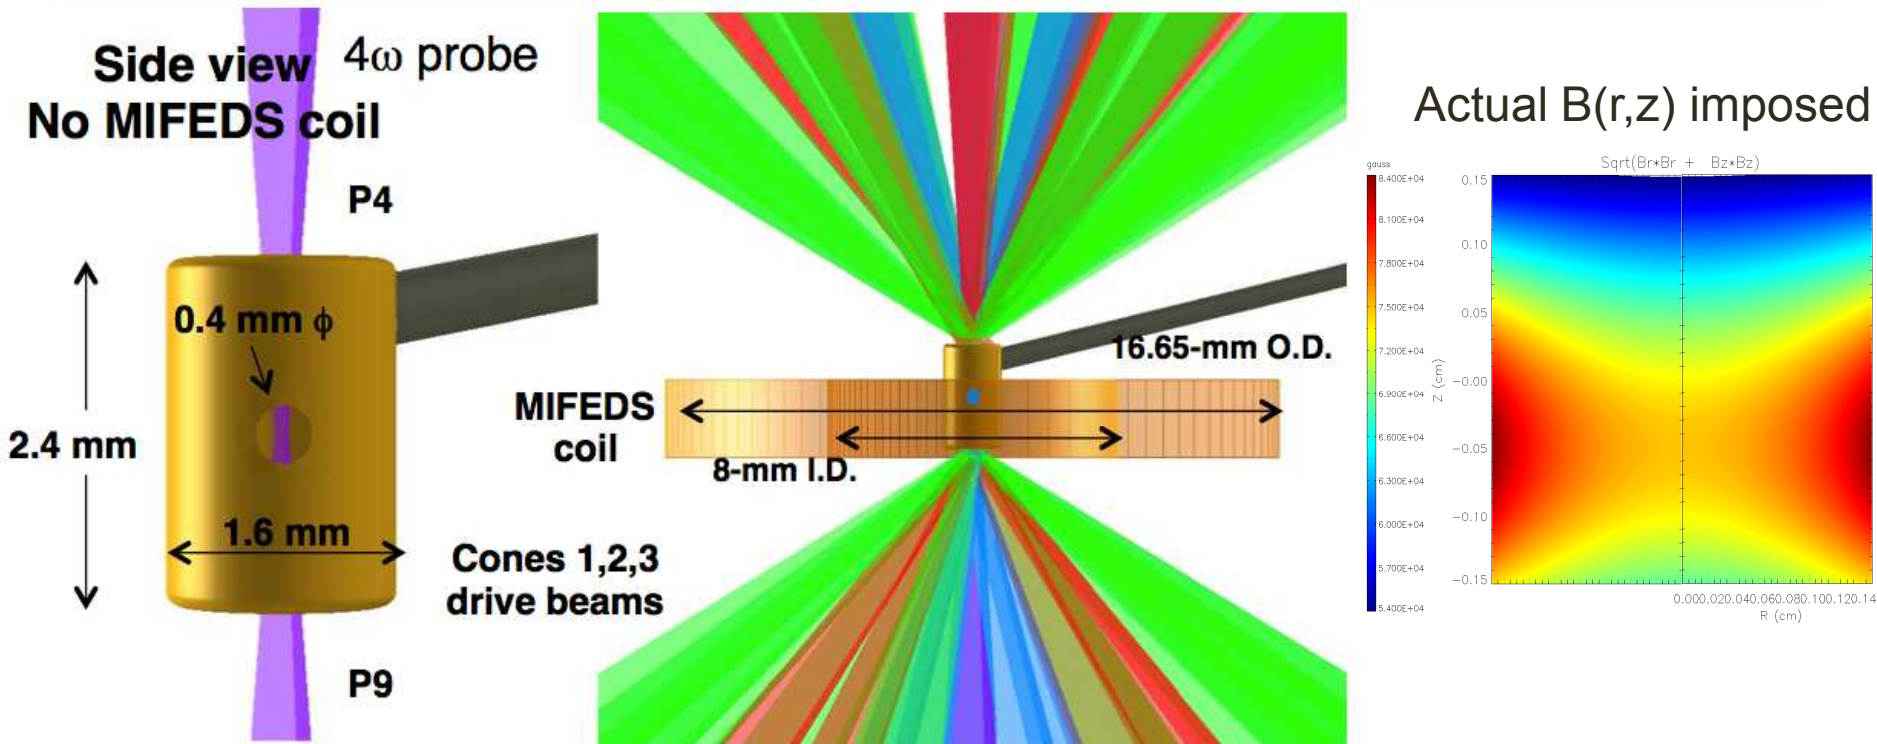 Side view
No MIFEDS coil
4ω probe
P4
0.4 mm ϕ
2.4 mm
1.6 mm
P9
Cones 1,2,3
drive beams
MIFEDS
coil
16.65-mm O.D.
8-mm I.D.
Actual B(r,z) imposed
Sqrt(Br*Br + Bz*Bz)
gauss
8.400E+04
8.100E+04
7.800E+04
7.500E+04
7.200E+04
6.900E+04
6.600E+04
6.300E+04
6.000E+04
5.700E+04
5.400E+04
0.15
0.10
0.05
−0.00
−0.05
−0.10
−0.15
Z (cm)
0.000.020.040.060.080.100.120.14
R (cm)